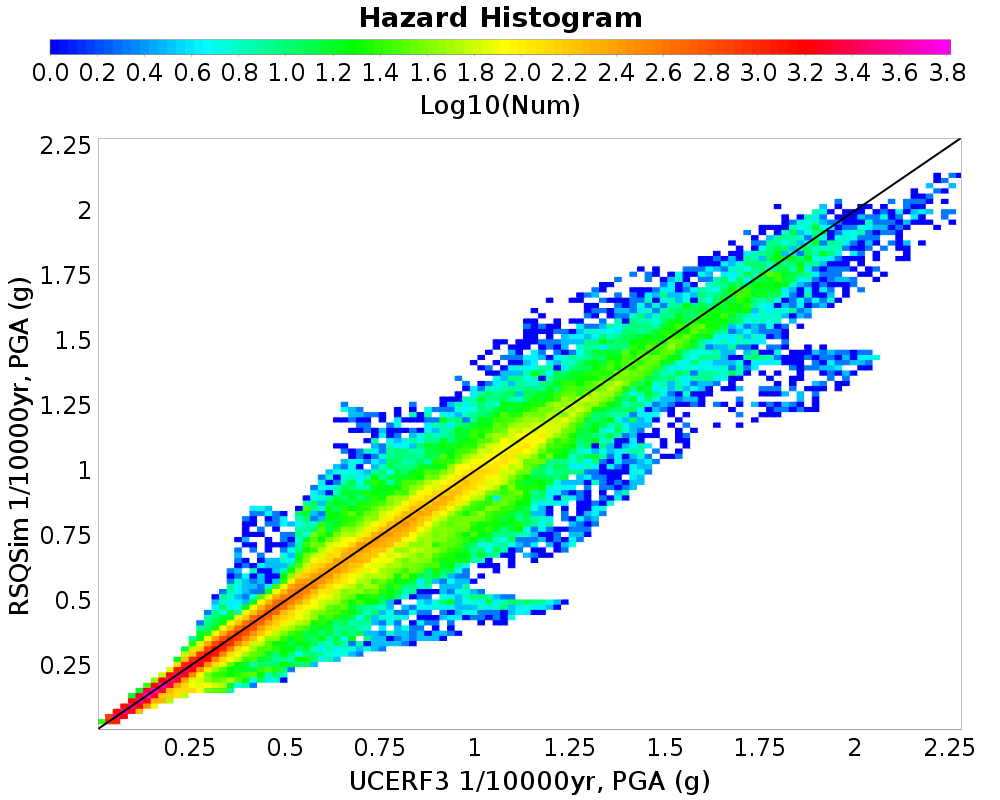 Hazard Histogram
0.0 0.2 0.4 0.6 0.8 1.0 1.2 1.4 1.6 1.8 2.0 2.2 2.4 2.6 2.8 3.0 3.2 3.4 3.6 3.8
Log10(Num)
RSQSim 1/10000yr, PGA (g)
2.25
2
1.75
1.5
1.25
1
0.75
0.5
0.25
0.25 0.5 0.75 1 1.25 1.5 1.75 2 2.25
UCERF3 1/10000yr, PGA (g)